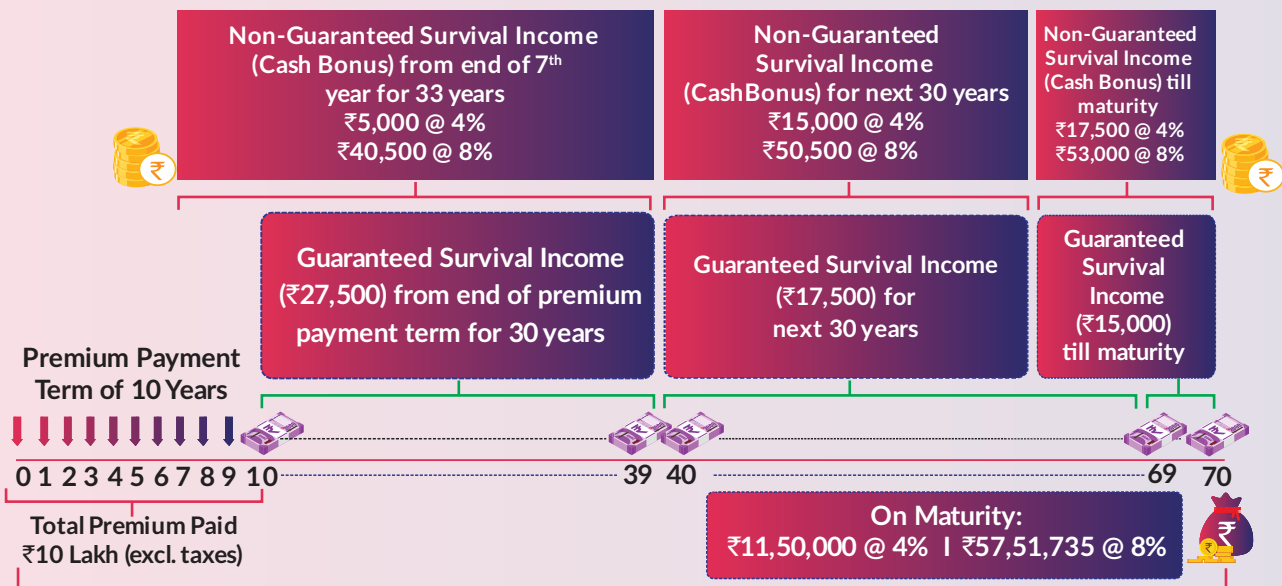 Non-Guaranteed Survival Income
(Cash Bonus) from end of 7th
year for 33 years
₹5,000 @ 4%
₹40,500 @ 8%
Non-Guaranteed
Survival Income
(CashBonus) for next 30 years
₹15,000 @ 4%
₹50,500 @ 8%
Non-Guaranteed
Survival Income
(Cash Bonus) till
maturity
₹17,500 @ 4%
₹53,000 @ 8%
₹
₹
Guaranteed Survival Income
(₹27,500) from end of premium
payment term for 30 years
Guaranteed Survival Income
(₹17,500) for
next 30 years
Guaranteed
Survival
Income
(₹15,000)
till maturity
Premium Payment
Term of 10 Years
0 1 2 3 4 5 6 7 8 9 10 39 40 69 70
Total Premium Paid
₹10 Lakh (excl. taxes)
On Maturity:
₹11,50,000 @ 4% I ₹57,51,735 @ 8%
₹
₹